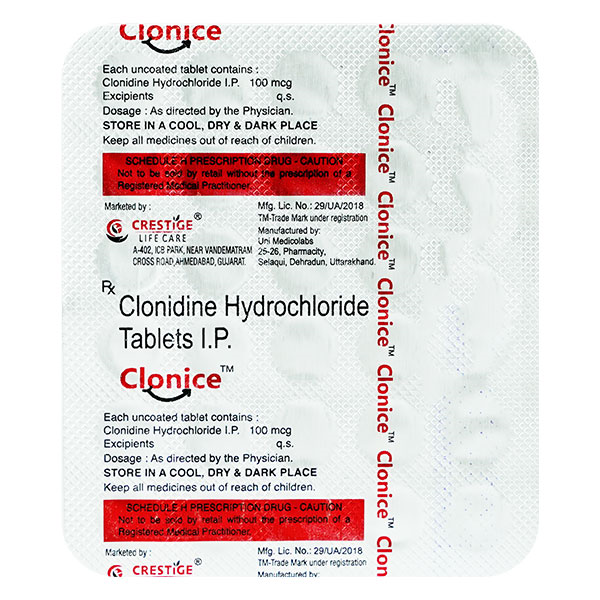 Clonice
Each uncoated tablet contains :
Clonidine Hydrochloride I.P. 100 mcg
Excipients q.s.
Dosage : As directed by the Physician.
STORE IN A COOL, DRY & DARK PLACE
Keep all medicines out of reach of children.
SCHEDULE H PRESCRIPTION DRUG - CAUTION
Not to be sold by retail without the prescription of a
Registered Medical Practitioner.
Marketed by :
CRESTIGE®
LIFE CARE
A-402, ICB PARK, NEAR VANDEMATRAM
CROSS ROAD, AHMEDABAD, GUJARAT.
Mfg. Lic. No.: 29/UA/2018
TM-Trade Mark under registration
Manufactured by:
Uni Medicolabs
25-26, Pharmacity,
Selaqui, Dehradun, Uttarakhand.
Rx
Clonidine Hydrochloride
Tablets I.P.
Clonice™
Each uncoated tablet contains :
Clonidine Hydrochloride I.P. 100 mcg
Excipients q.s.
Dosage : As directed by the Physician.
STORE IN A COOL, DRY & DARK PLACE
Keep all medicines out of reach of children.
SCHEDULE H PRESCRIPTION DRUG - CAUTION
Not to be sold by retail without the prescription of a
Registered Medical Practitioner.
Marketed by :
CRESTIGE®
Mfg. Lic. No.: 29/UA/2018
TM-Trade Mark under registration
Manufactured by:
Clonice™
Clonice™
Clonice™
Clonice™
Clonice™
Clonice™